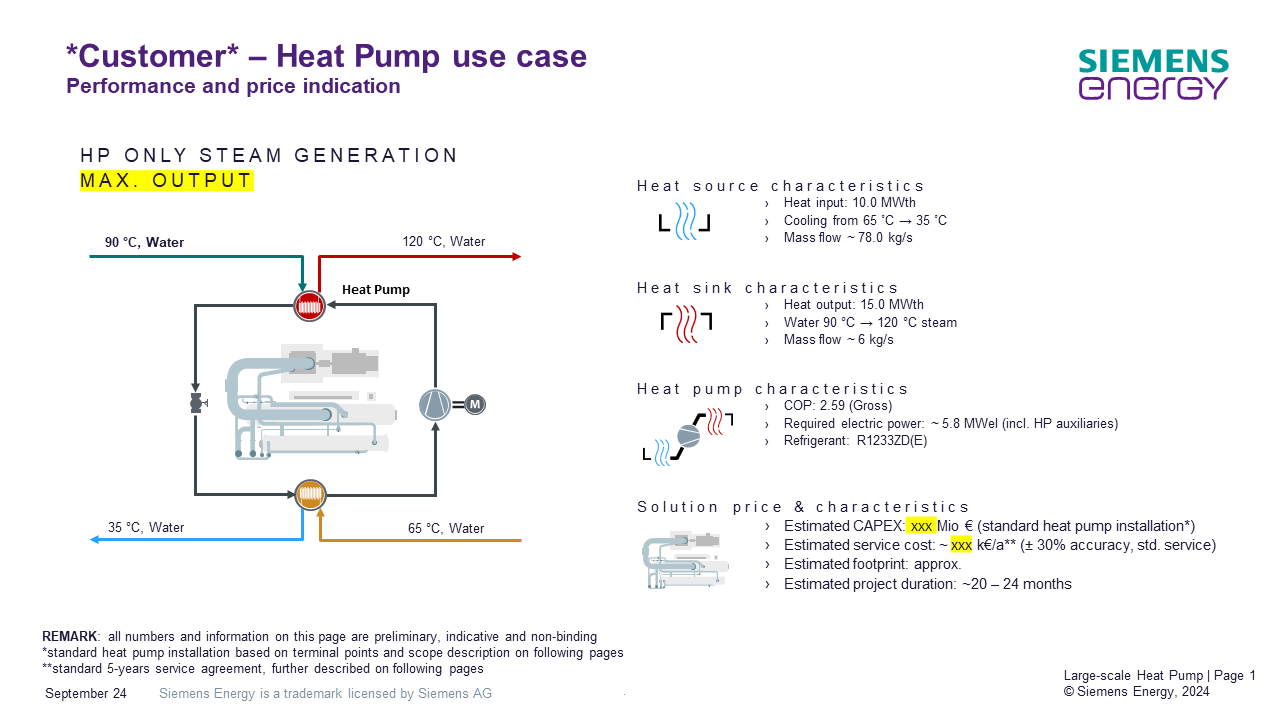 *Customer* – Heat Pump use case
Performance and price indication
SIEMENS
energy
HP ONLY STEAM GENERATION
MAX. OUTPUT
90 °C, Water
120 °C, Water
Heat Pump
M
35 °C, Water
65 °C, Water
Heat source characteristics
› Heat input: 10.0 MWth
› Cooling from 65 °C → 35 °C
› Mass flow ~ 78.0 kg/s
Heat sink characteristics
› Heat output: 15.0 MWth
› Water 90 °C → 120 °C steam
› Mass flow ~ 6 kg/s
Heat pump characteristics
› COP: 2.59 (Gross)
› Required electric power: ~ 5.8 MWel (incl. HP auxiliaries)
› Refrigerant: R1233ZD(E)
Solution price & characteristics
› Estimated CAPEX: xxx Mio € (standard heat pump installation*)
› Estimated service cost: ~ xxx k€/a** (± 30% accuracy, std. service)
› Estimated footprint: approx.
› Estimated project duration: ~20 – 24 months
REMARK: all numbers and information on this page are preliminary, indicative and non-binding
*standard heat pump installation based on terminal points and scope description on following pages
**standard 5-years service agreement, further described on following pages
September 24 Siemens Energy is a trademark licensed by Siemens AG
Large-scale Heat Pump | Page 1
© Siemens Energy, 2024